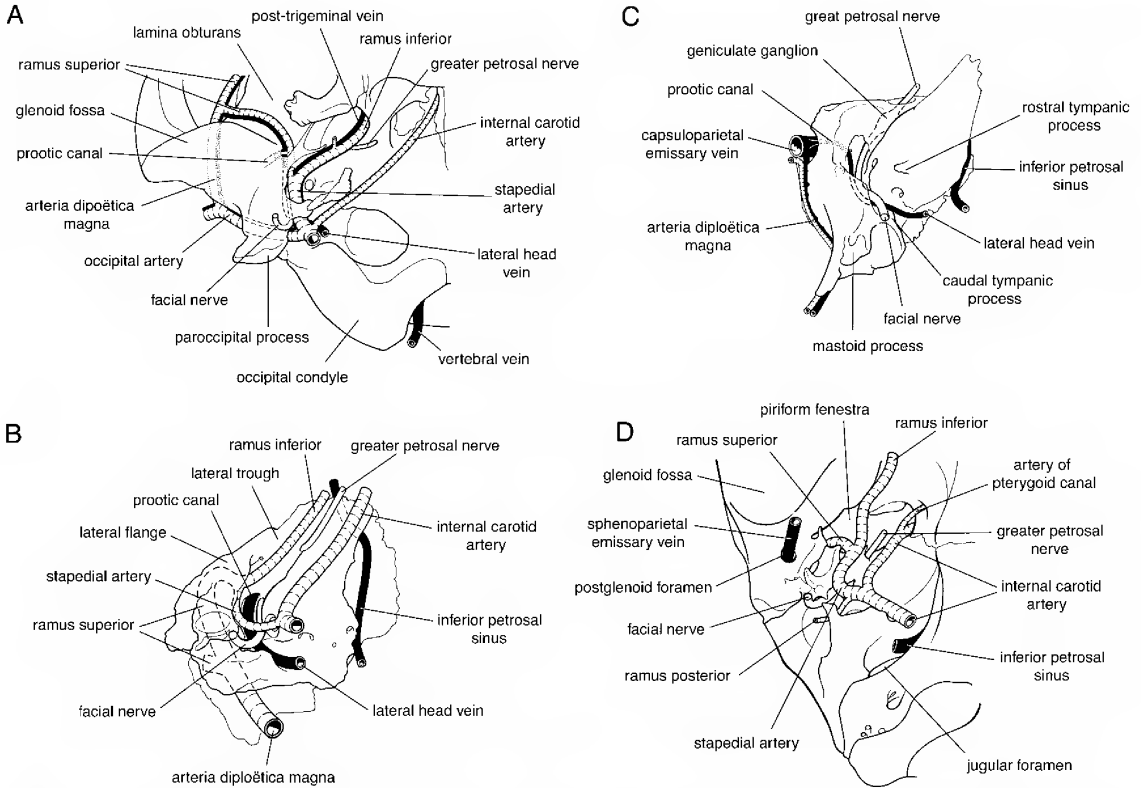 A
post-trigeminal vein
lamina obturans
ramus inferior
ramus superior
greater petrosal nerve
glenoid fossa
internal carotid
artery
prootic canal
stapedial
artery
arteria dipoëtica
magna
occipital artery
lateral head
vein
facial nerve
paroccipital process
vertebral vein
occipital condyle
B
ramus inferior
greater petrosal nerve
lateral trough
prootic canal
lateral flange
internal carotid
artery
stapedial artery
ramus superior
inferior petrosal
sinus
facial nerve
lateral head vein
arteria diploëtica magna
C
great petrosal nerve
geniculate ganglion
prootic canal
rostral tympanic
process
capsuloparietal
emissary vein
inferior petrosal
sinus
arteria diploëtica
magna
lateral head vein
caudal tympanic
process
facial nerve
mastoid process
D
piriform fenestra
ramus superior
ramus inferior
glenoid fossa
artery of
pterygoid canal
sphenoparietal
emissary vein
greater petrosal
nerve
postglenoid foramen
internal carotid
artery
facial nerve
ramus posterior
inferior petrosal
sinus
stapedial artery
jugular foramen